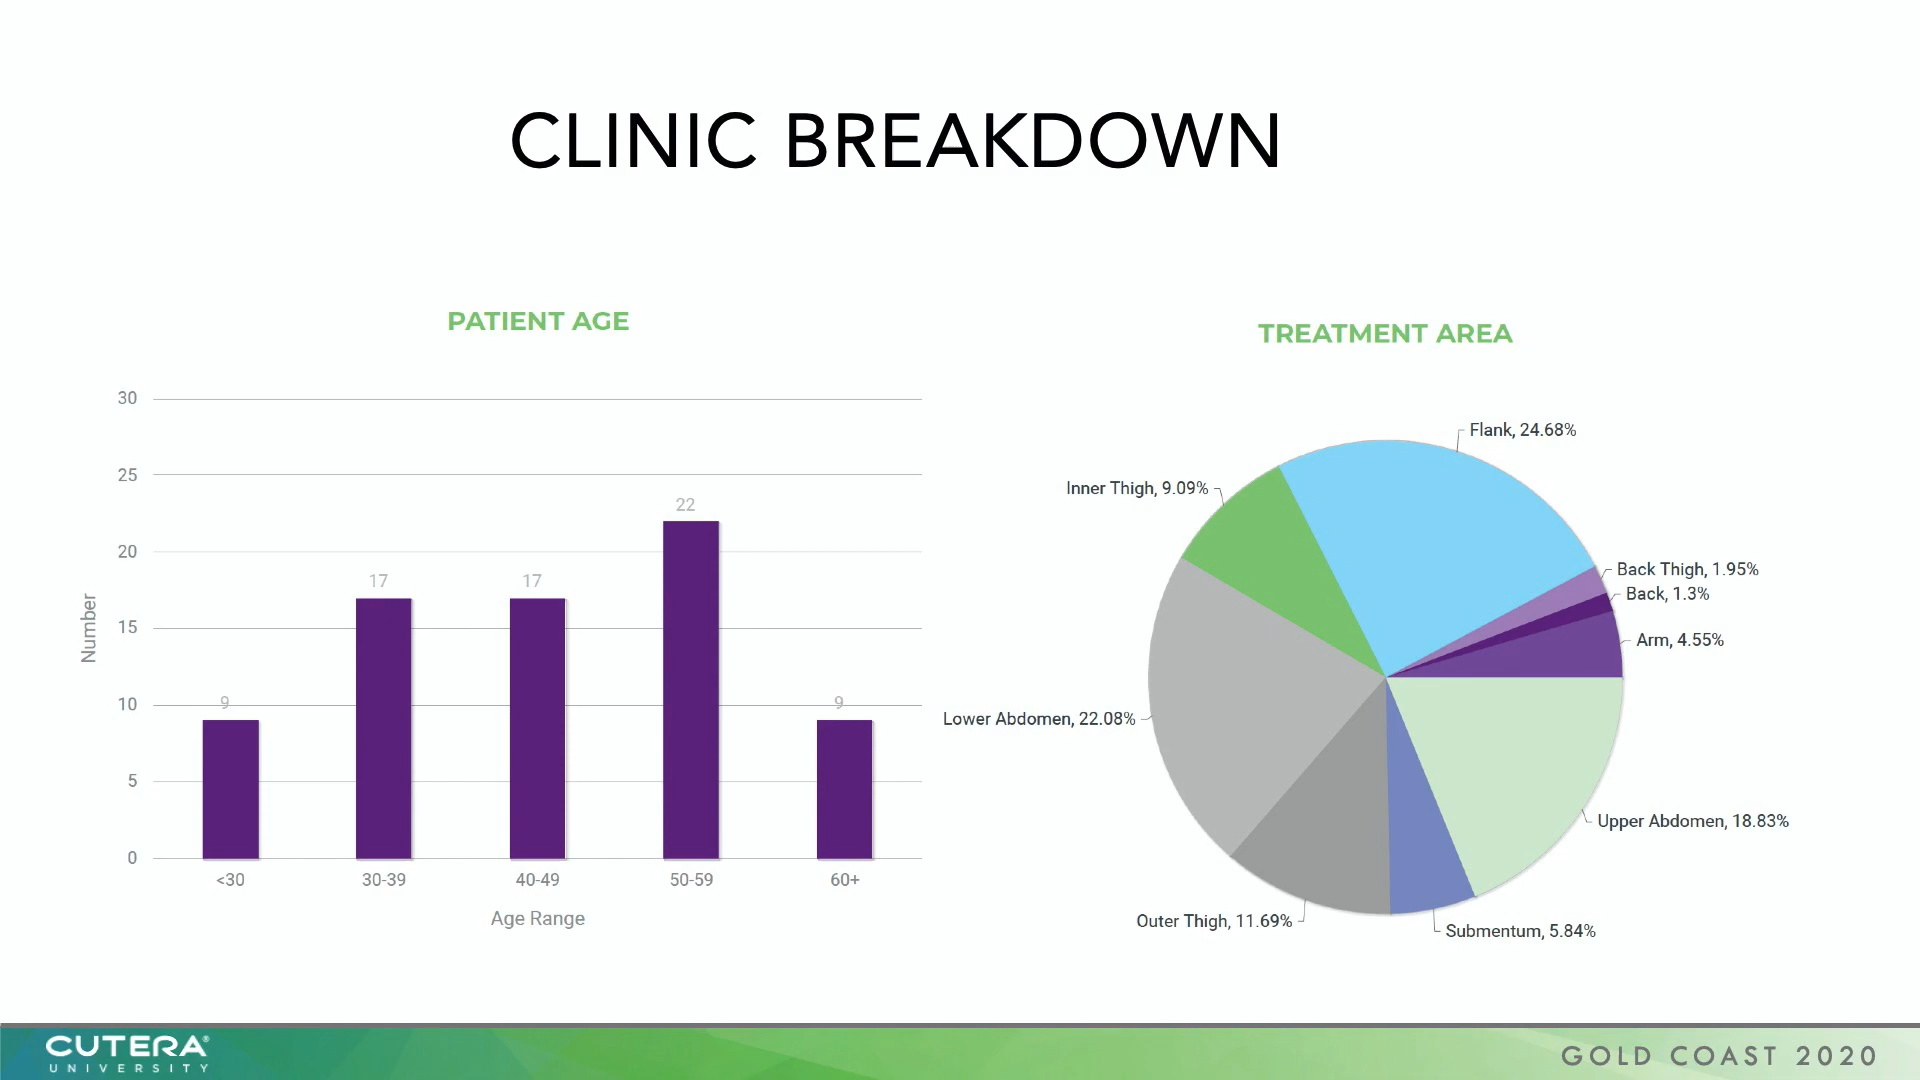 CLINIC BREAKDOWN
PATIENT AGE
30
25
20
15
10
5
0
Number
9
17
17
22
9
<30
30-39
40-49
50-59
60+
Age Range
TREATMENT AREA
Flank, 24.68%
Inner Thigh, 9.09%
Back Thigh, 1.95%
Back, 1.3%
Arm, 4.55%
Lower Abdomen, 22.08%
Upper Abdomen, 18.83%
Outer Thigh, 11.69%
Submentum, 5.84%
CUTERA®
UNIVERSITY
GOLD COAST 2020